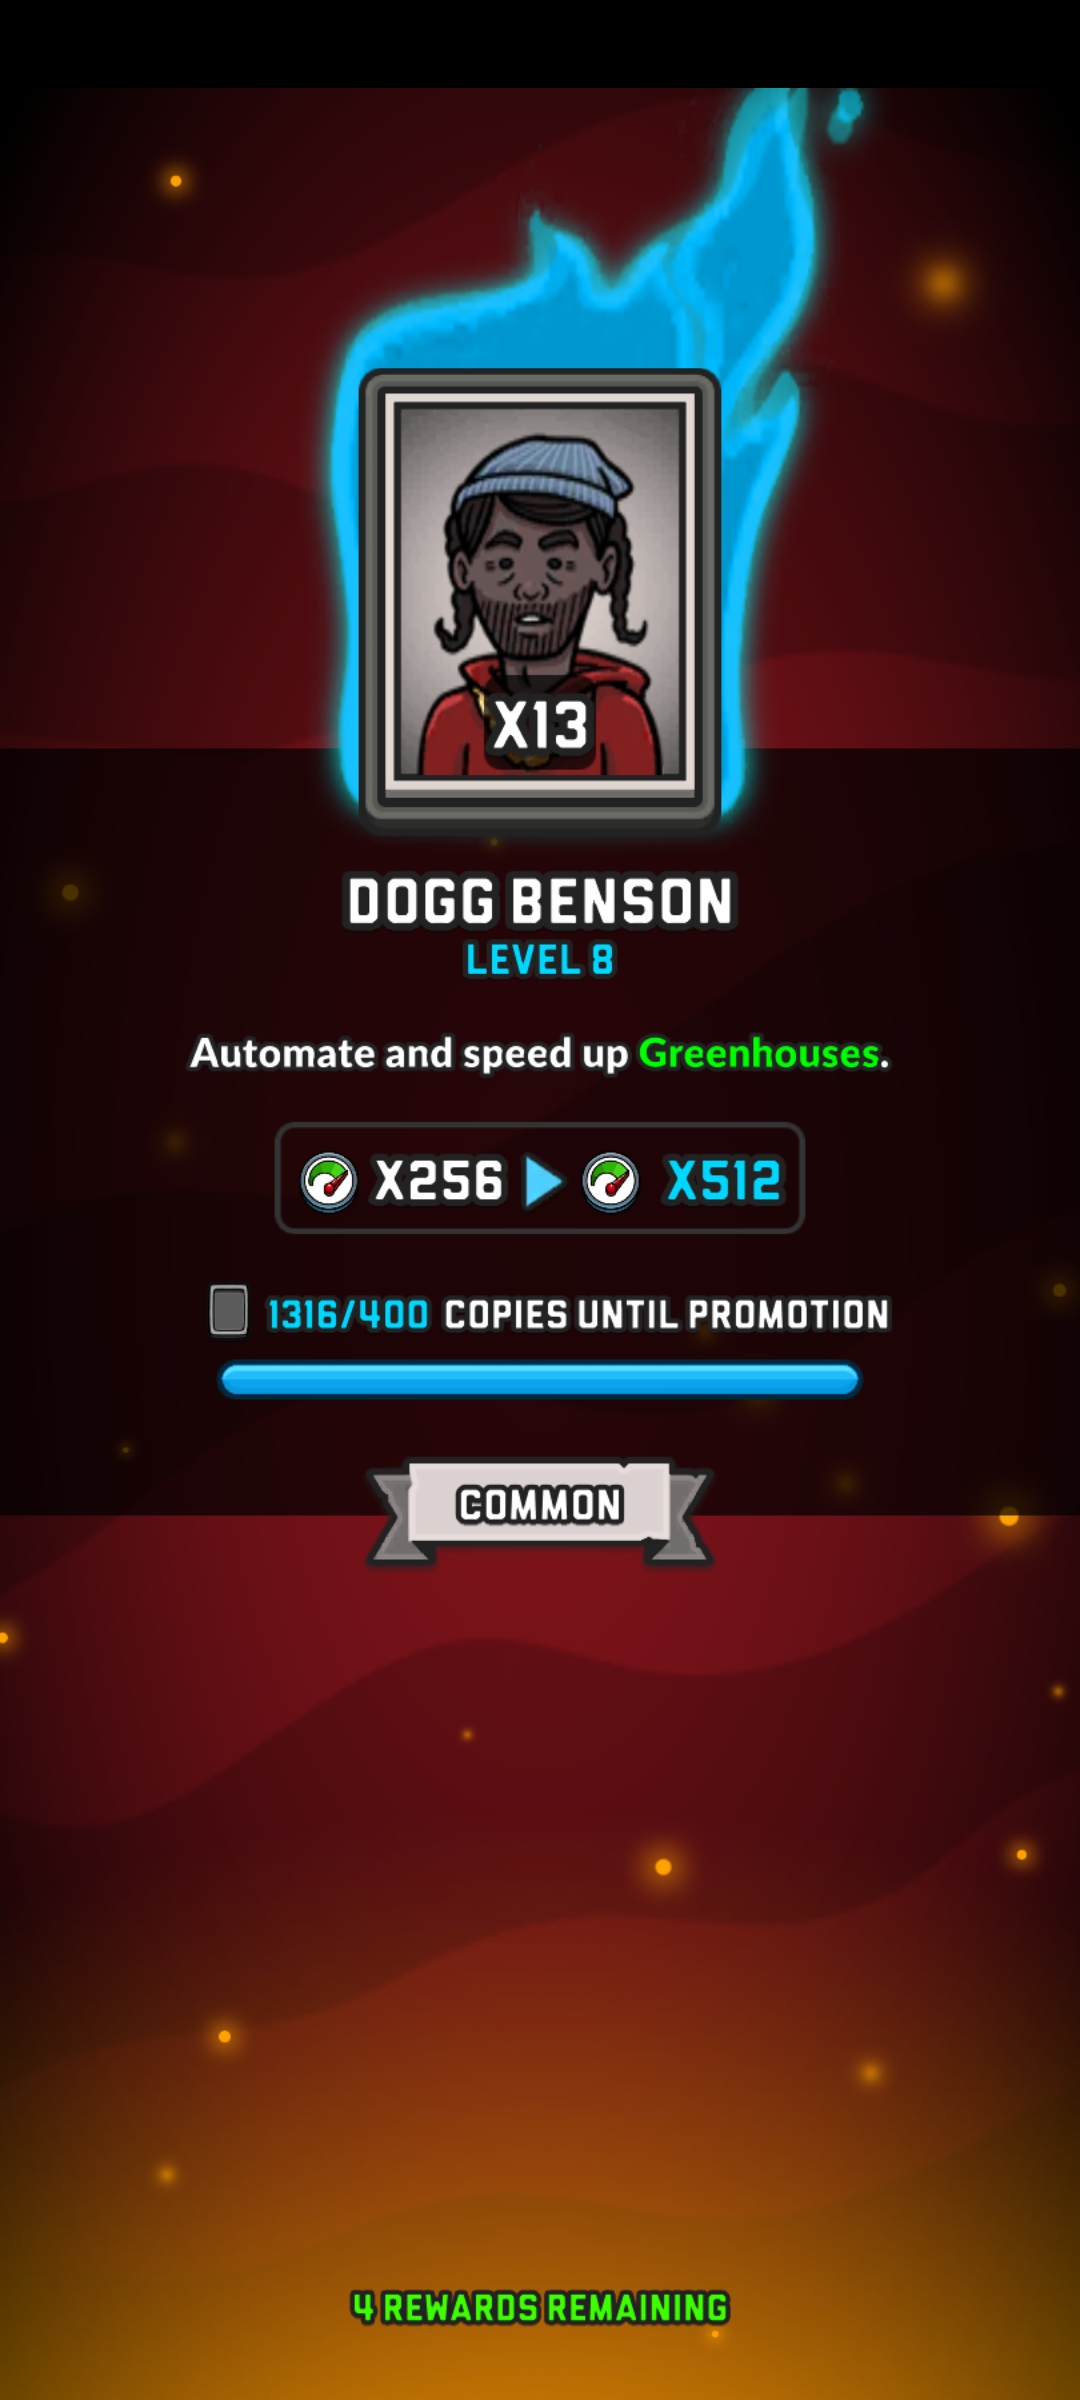 X13
DOGG BENSON
LEVEL 8
Automate and speed up Greenhouses.
X256 X512
1316/400 COPIES UNTIL PROMOTION
COMMON
4 REWARDS REMAINING